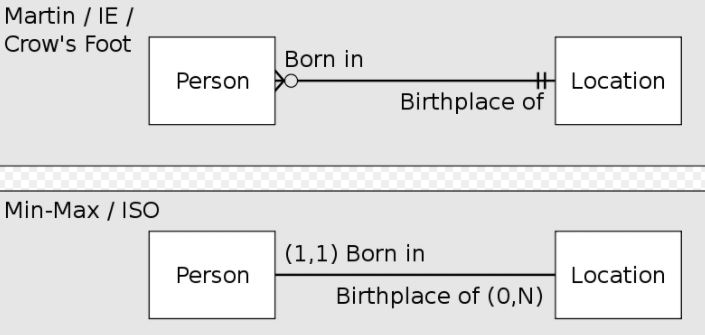 Martin / IE /
Crow's Foot
Person
Born in
Birthplace of
Location
Min-Max / ISO
Person
(1,1) Born in
Birthplace of (0,N)
Location